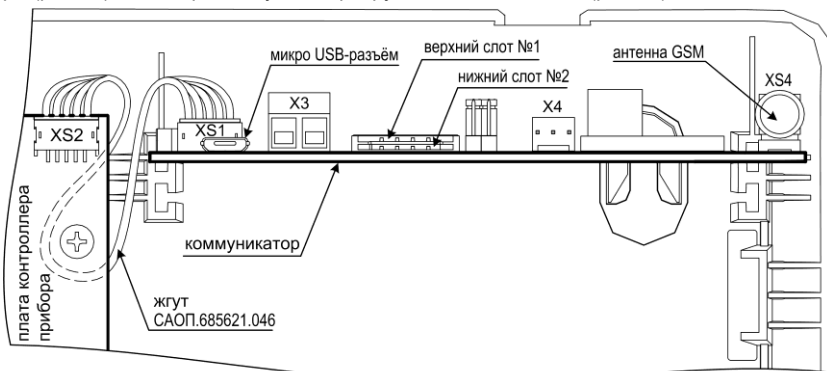 микро USB-разъём
верхний слот №1
нижний слот №2
антенна GSM
XS4
X3
X4
XS1
XS2
коммуникатор
плата контроллера
прибора
жгут
САОП.685621.046